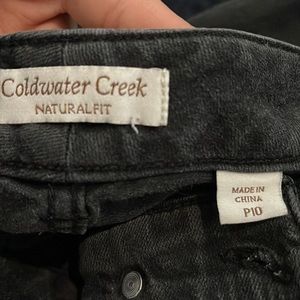 Coldwater Creek
NATURAL FIT
MADE IN
CHINA
P10